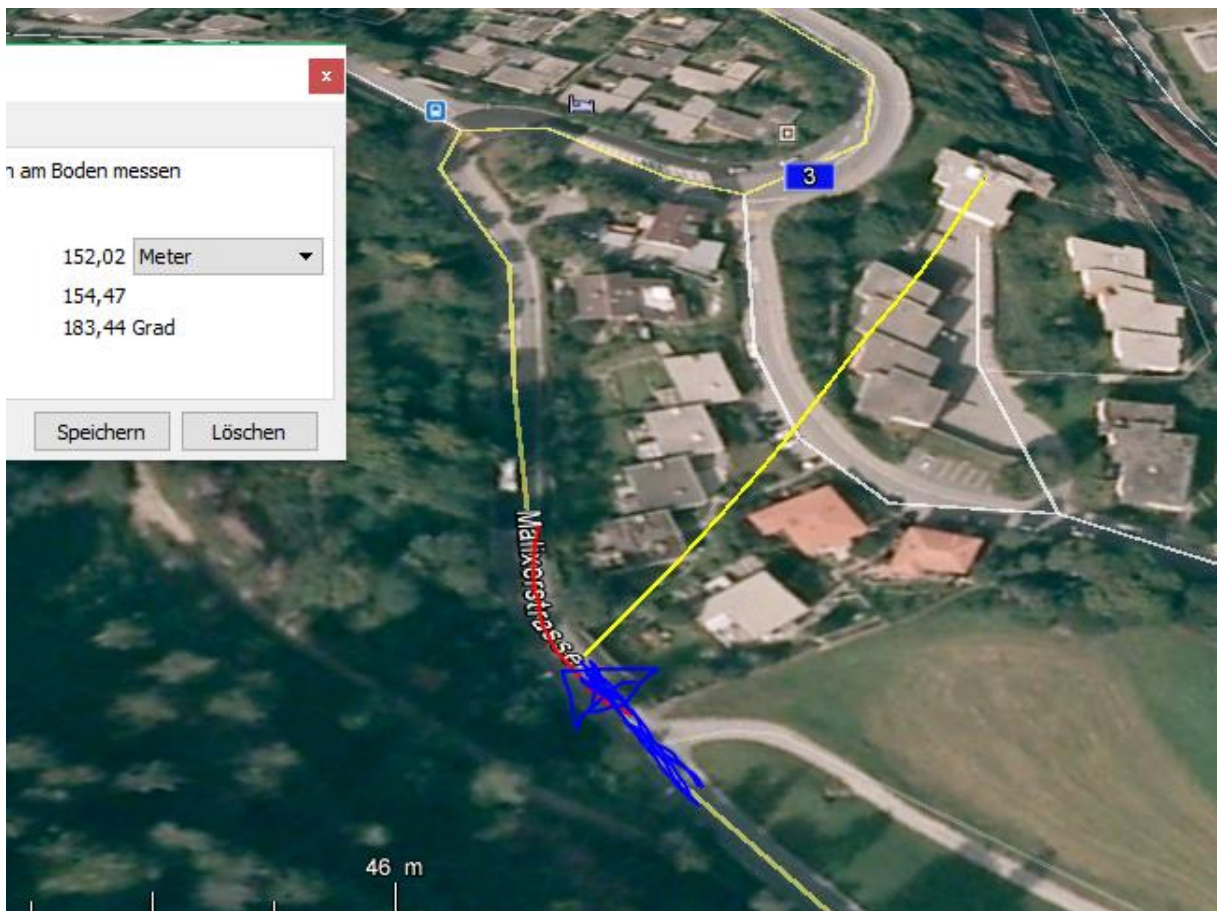 x
n am Boden messen
152,02 Meter
154,47
183,44 Grad
Speichern Löschen
3
Malixerstrasse
46 m